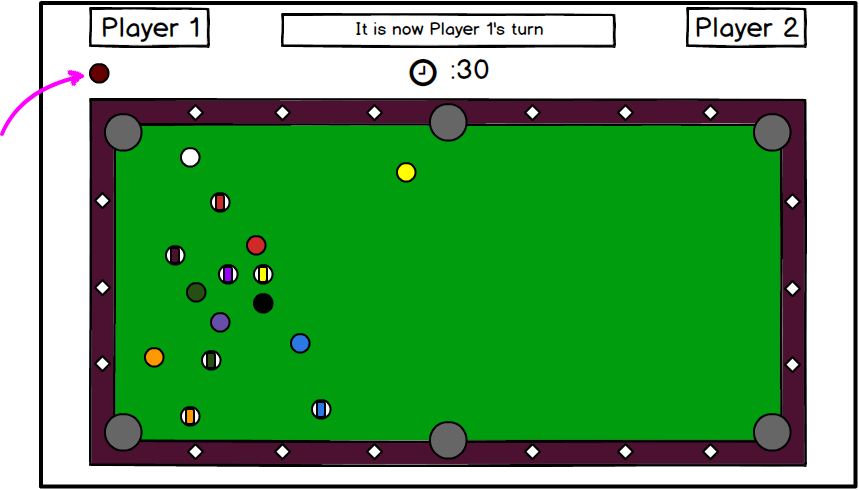 Player 1
It is now Player 1's turn
Player 2
:30